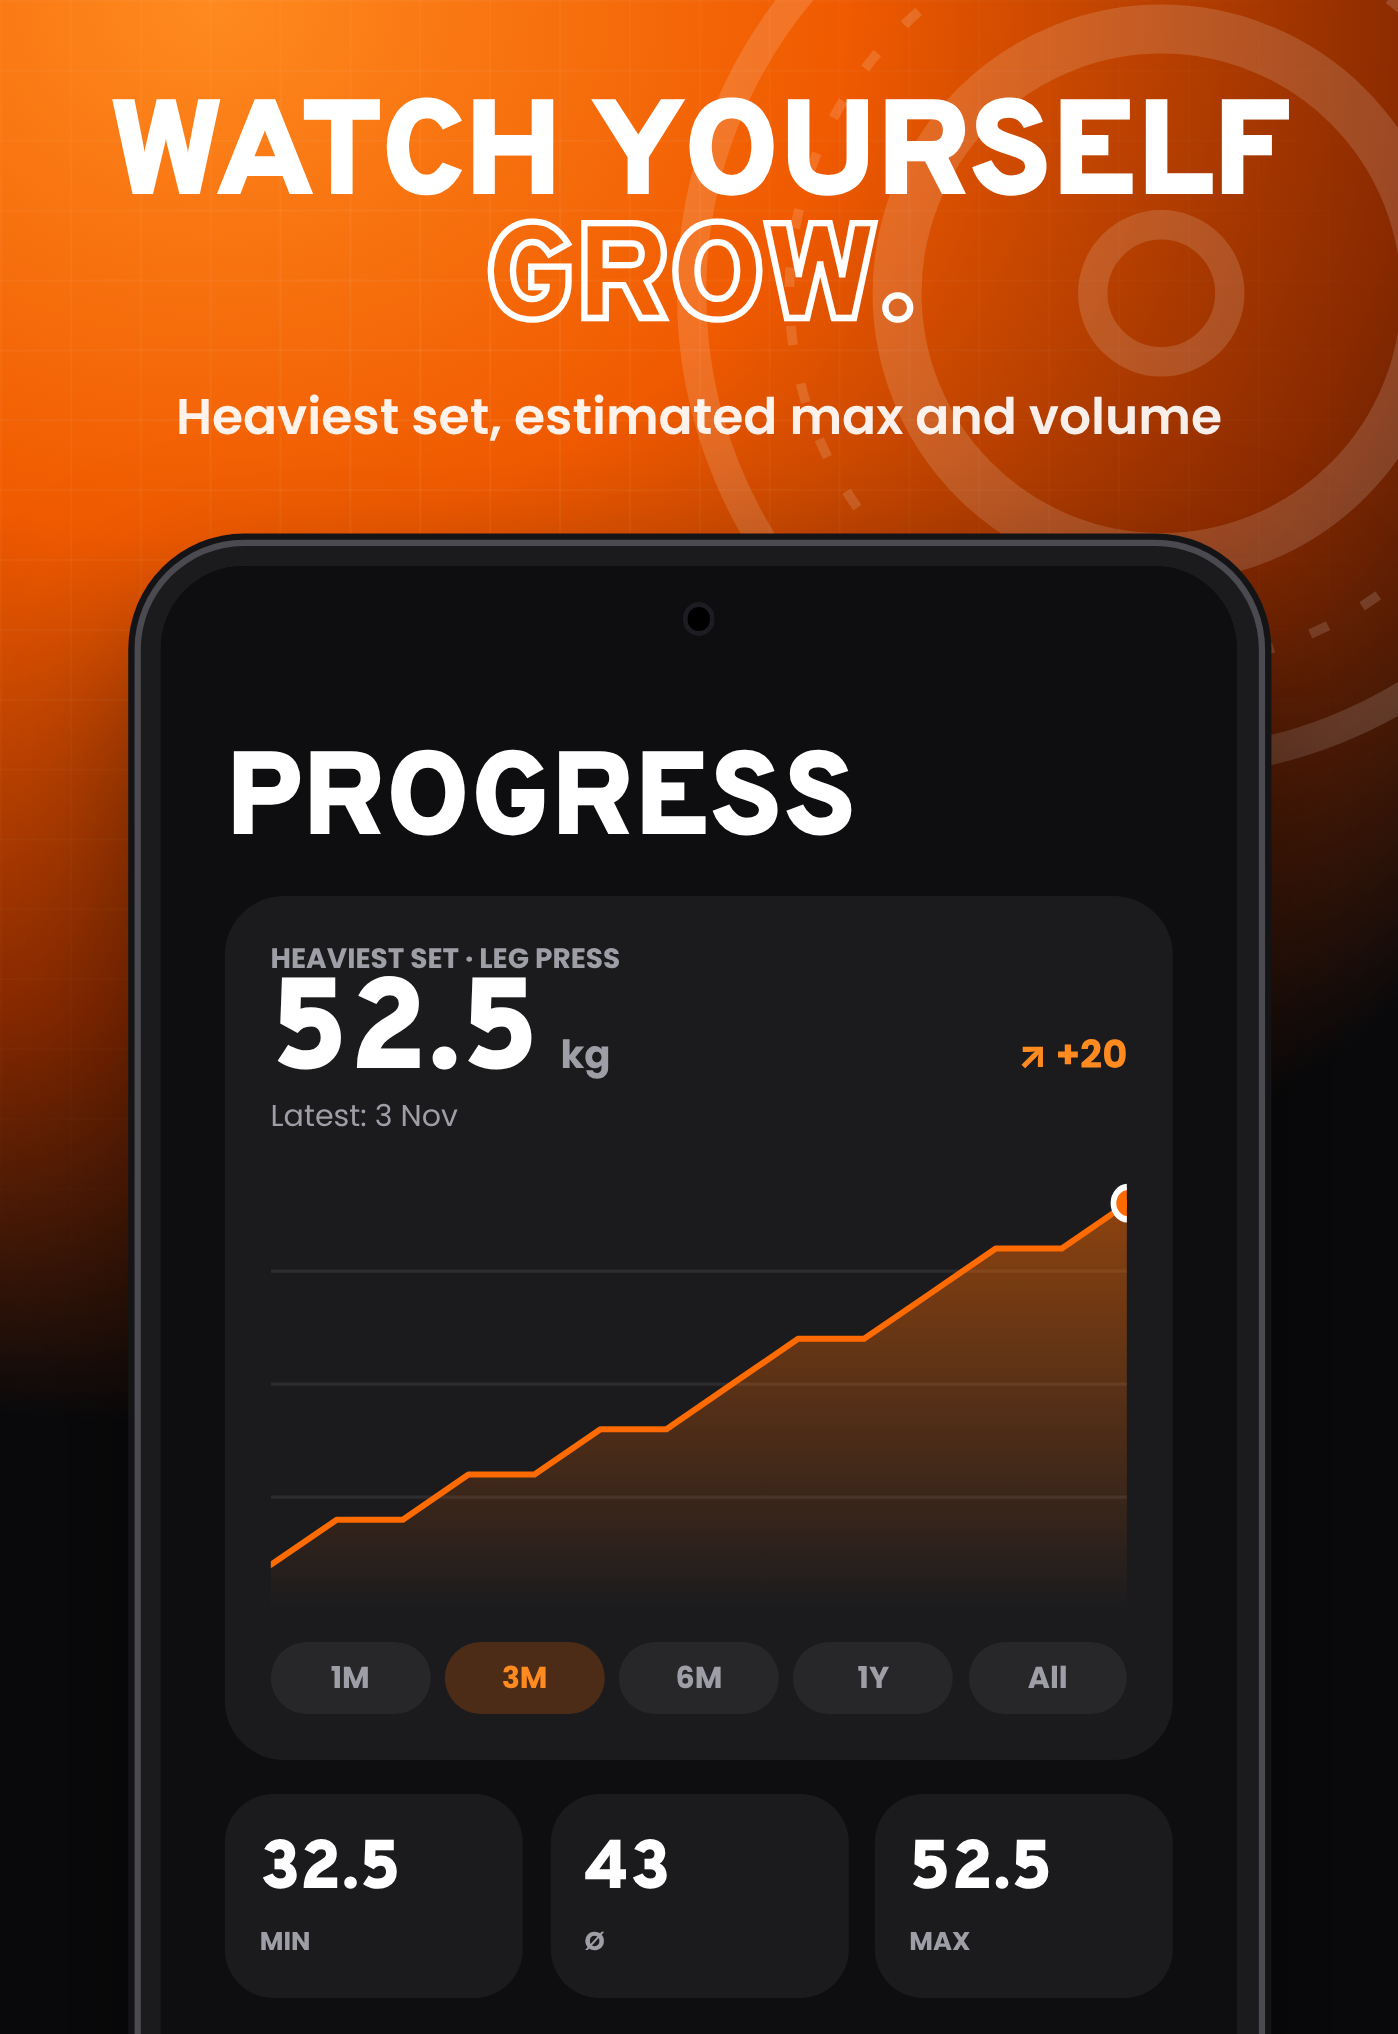 WATCH YOURSELF
GROW.
Heaviest set, estimated max and volume
PROGRESS
HEAVIEST SET · LEG PRESS
52.5 kg
↗ +20
Latest: 3 Nov
1M 3M 6M 1Y All
32.5 43 52.5
MIN Ø MAX